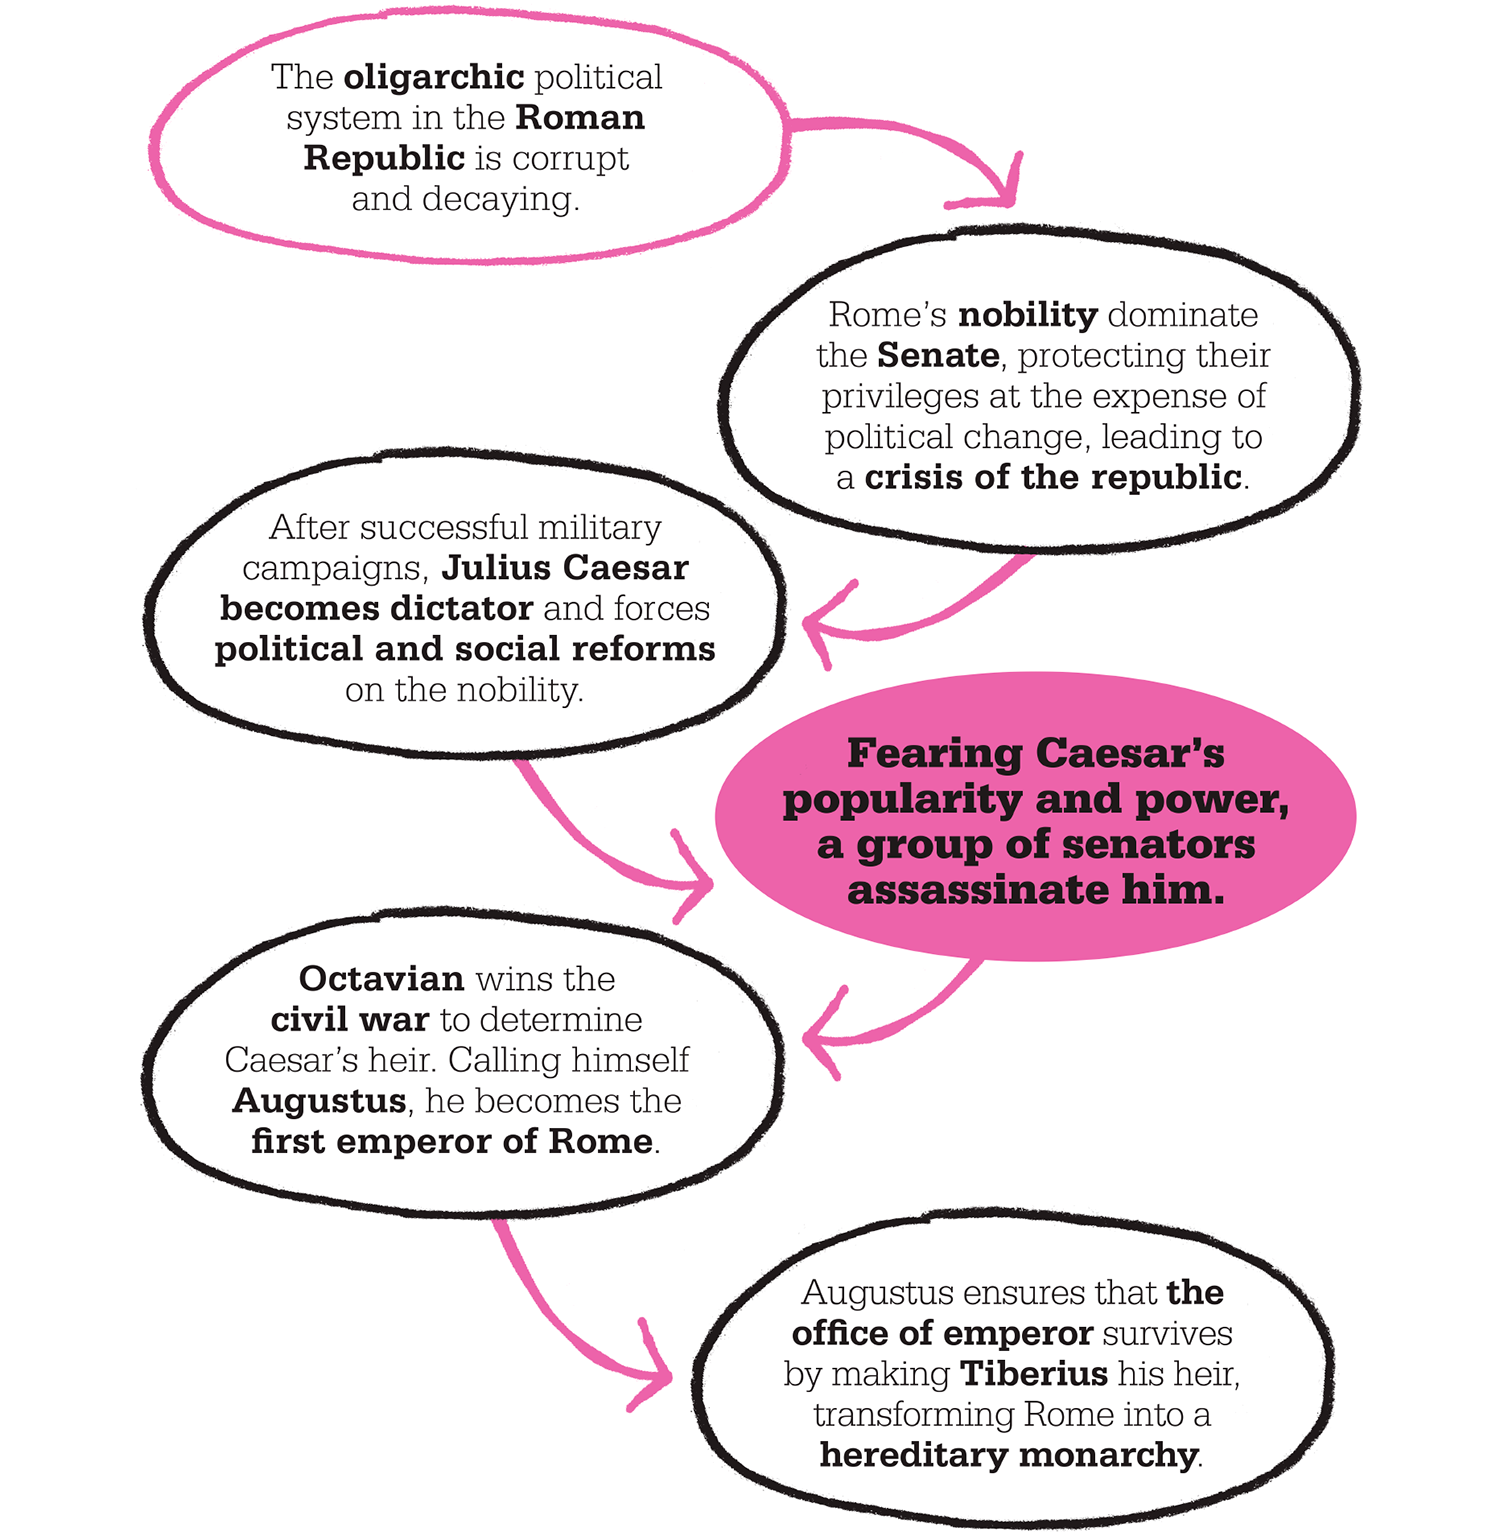 The oligarchic political
system in the Roman
Republic is corrupt
and decaying.
Rome’s nobility dominate
the Senate, protecting their
privileges at the expense of
political change, leading to
a crisis of the republic.
After successful military
campaigns, Julius Caesar
becomes dictator and forces
political and social reforms
on the nobility.
Fearing Caesar’s
popularity and power,
a group of senators
assassinate him.
Octavian wins the
civil war to determine
Caesar’s heir. Calling himself
Augustus, he becomes the
first emperor of Rome.
Augustus ensures that the
office of emperor survives
by making Tiberius his heir,
transforming Rome into a
hereditary monarchy.